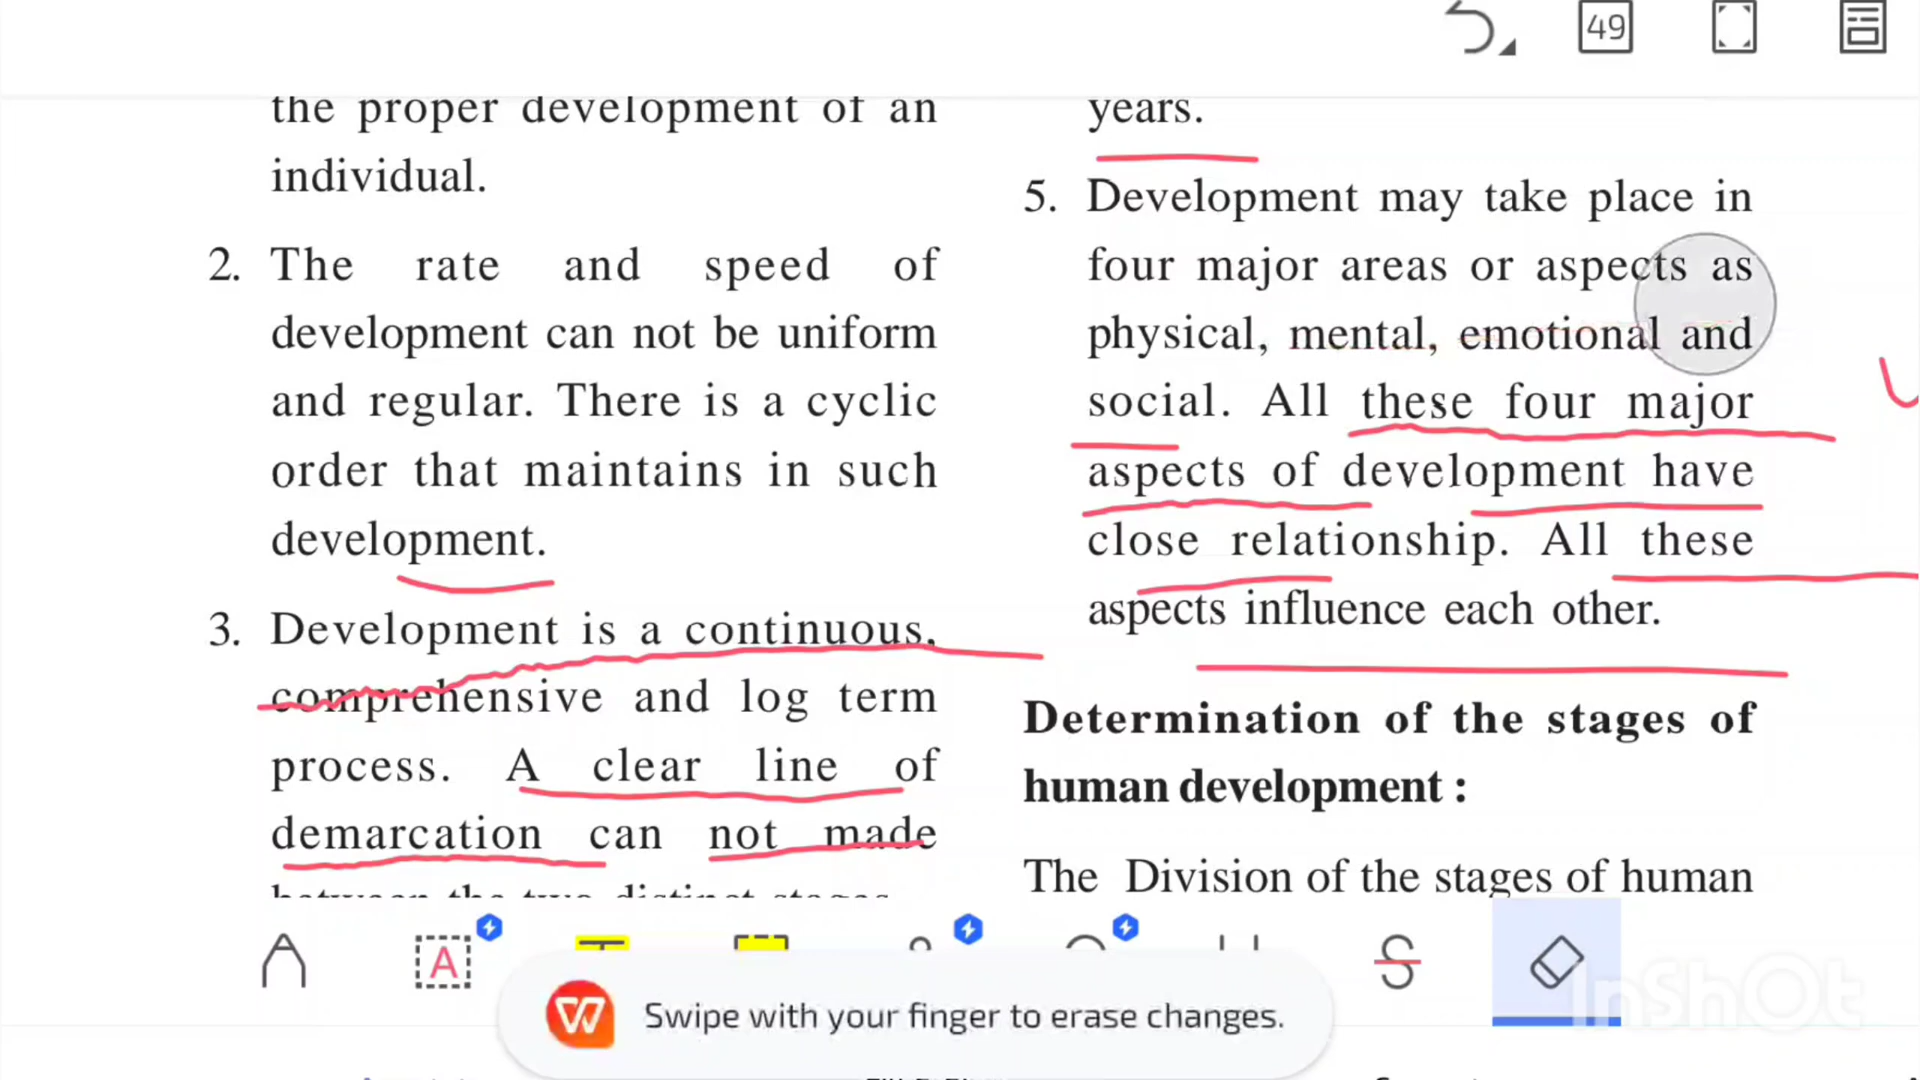 49
the proper development of an
individual.
2. The rate and speed of
development can not be uniform
and regular. There is a cyclic
order that maintains in such
development.
3. Development is a continuous,
comprehensive and log term
process. A clear line of
demarcation can not made
between the two distinct stages.
years.
5. Development may take place in
four major areas or aspects as
physical, mental, emotional and
social. All these four major
aspects of development have
close relationship. All these
aspects influence each other.
Determination of the stages of
human development :
The Division of the stages of human
A
S
W
Swipe with your finger to erase changes.
InShOt